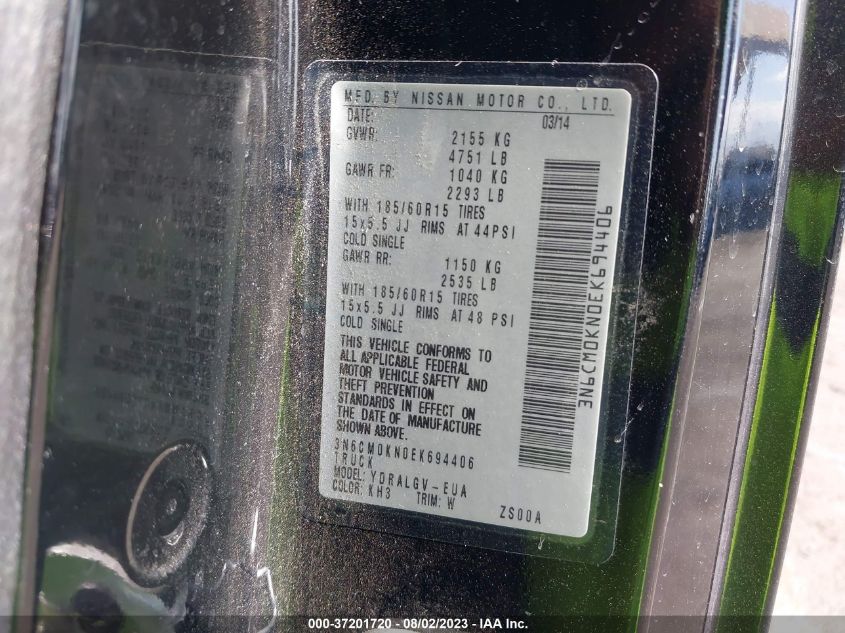 MFD. BY NISSAN MOTOR CO., LTD.
DATE: 03/14
GVWR: 2155 KG
4751 LB
GAWR FR: 1040 KG
2293 LB
WITH 185/60R15 TIRES
15x5.5 JJ RIMS AT 44PSI
COLD SINGLE
GAWR RR: 1150 KG
2535 LB
WITH 185/60R15 TIRES
15x5.5 JJ RIMS AT 48 PSI
COLD SINGLE
THIS VEHICLE CONFORMS TO
ALL APPLICABLE FEDERAL
MOTOR VEHICLE SAFETY AND
THEFT PREVENTION
STANDARDS IN EFFECT ON
THE DATE OF MANUFACTURE
SHOWN ABOVE.
3N6CM0KN0EK694406
TRUCK
MODEL: YDRALGV-EUA
COLOR: KH3 TRIM: W
ZS00A
3N6CM0KN0EK694406
000-37201720 - 08/02/2023 - IAA Inc.